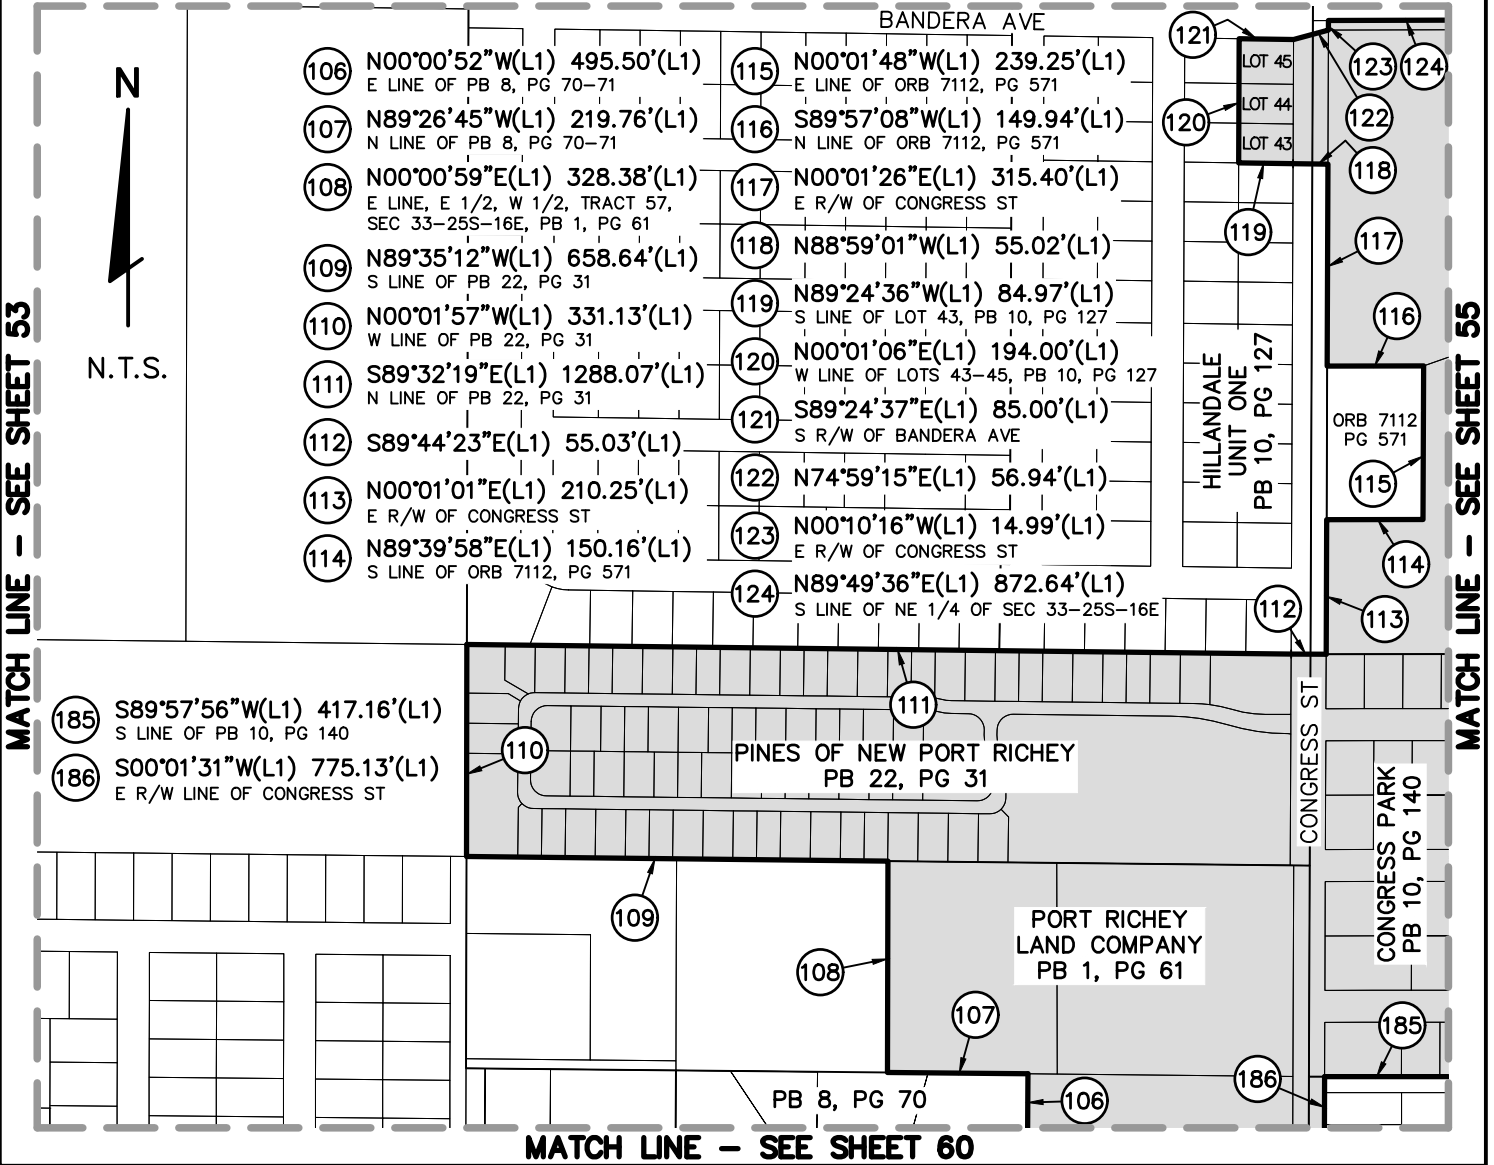 BANDERA AVE
N
N.T.S.
106 N00°00'52"W(L1) 495.50'(L1)
E LINE OF PB 8, PG 70-71
107 N89°26'45"W(L1) 219.76'(L1)
N LINE OF PB 8, PG 70-71
108 N00°00'59"E(L1) 328.38'(L1)
E LINE, E 1/2, W 1/2, TRACT 57,
SEC 33-25S-16E, PB 1, PG 61
109 N89°35'12"W(L1) 658.64'(L1)
S LINE OF PB 22, PG 31
110 N00°01'57"W(L1) 331.13'(L1)
W LINE OF PB 22, PG 31
111 S89°32'19"E(L1) 1288.07'(L1)
N LINE OF PB 22, PG 31
112 S89°44'23"E(L1) 55.03'(L1)
113 N00°01'01"E(L1) 210.25'(L1)
E R/W OF CONGRESS ST
114 N89°39'58"E(L1) 150.16'(L1)
S LINE OF ORB 7112, PG 571
115 N00°01'48"W(L1) 239.25'(L1)
E LINE OF ORB 7112, PG 571
116 S89°57'08"W(L1) 149.94'(L1)
N LINE OF ORB 7112, PG 571
117 N00°01'26"E(L1) 315.40'(L1)
E R/W OF CONGRESS ST
118 N88°59'01"W(L1) 55.02'(L1)
119 N89°24'36"W(L1) 84.97'(L1)
S LINE OF LOT 43, PB 10, PG 127
120 N00°01'06"E(L1) 194.00'(L1)
W LINE OF LOTS 43-45, PB 10, PG 127
121 S89°24'37"E(L1) 85.00'(L1)
S R/W OF BANDERA AVE
122 N74°59'15"E(L1) 56.94'(L1)
123 N00°10'16"W(L1) 14.99'(L1)
E R/W OF CONGRESS ST
124 N89°49'36"E(L1) 872.64'(L1)
S LINE OF NE 1/4 OF SEC 33-25S-16E
121
LOT 45
123
124
LOT 44
120
122
LOT 43
118
119
117
116
HILLANDALE
UNIT ONE
PB 10, PG 127
ORB 7112
PG 571
115
114
112
113
MATCH LINE - SEE SHEET 53
MATCH LINE - SEE SHEET 55
185 S89°57'56"W(L1) 417.16'(L1)
S LINE OF PB 10, PG 140
186 S00°01'31"W(L1) 775.13'(L1)
E R/W LINE OF CONGRESS ST
111
110
PINES OF NEW PORT RICHEY
PB 22, PG 31
CONGRESS ST
CONGRESS PARK
PB 10, PG 140
109
108
PORT RICHEY
LAND COMPANY
PB 1, PG 61
107
185
186
106
PB 8, PG 70
MATCH LINE - SEE SHEET 60